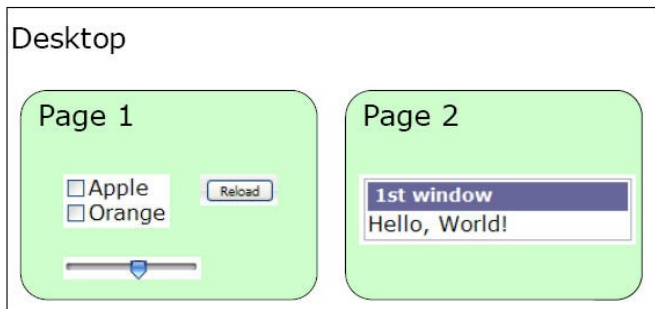 Desktop
Page 1
Apple
Reload
Orange
Page 2
1st window
Hello, World!